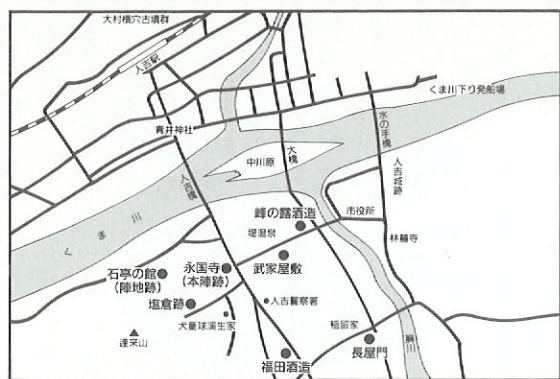 大村横穴古墳群
人吉駅
くま川下り発船場
青井神社
水の手橋
大橋
中川原
人吉城跡
人吉橋
くま川
市役所
峰の露酒造
林鹿寺
堤温泉
石亭の館
(陣地跡)
永国寺
(本陣跡)
武家屋敷
塩倉跡
人吉警察署
犬童球渓生家
稲留家
胸川
達来山
長屋門
福田酒造